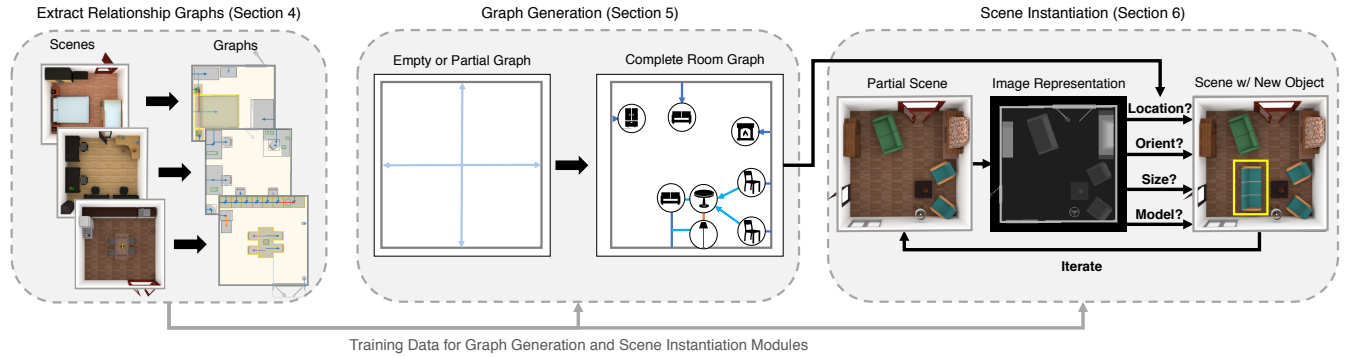 Extract Relationship Graphs (Section 4)
Graph Generation (Section 5)
Scene Instantiation (Section 6)
Scenes
Graphs
Empty or Partial Graph
Complete Room Graph
Partial Scene
Image Representation
Scene w/ New Object
Location?
Orient?
Size?
Model?
Iterate
Training Data for Graph Generation and Scene Instantiation Modules